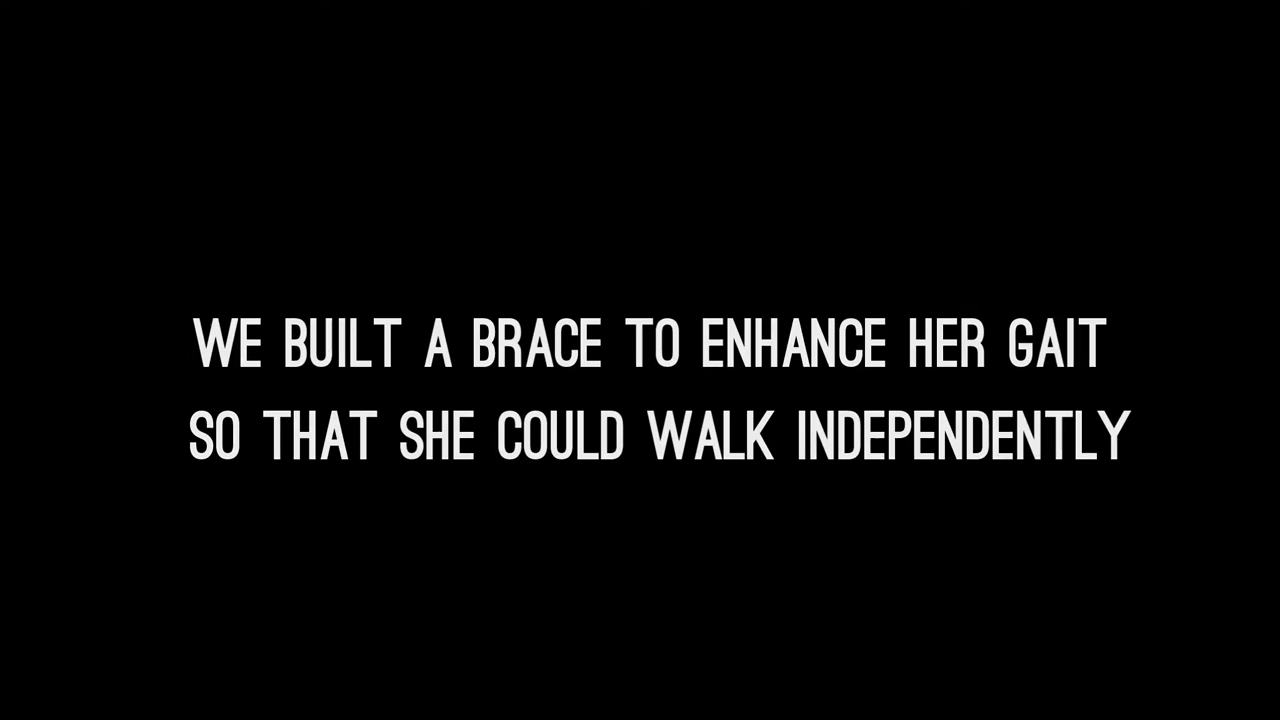 WE BUILT A BRACE TO ENHANCE HER GAIT
SO THAT SHE COULD WALK INDEPENDENTLY